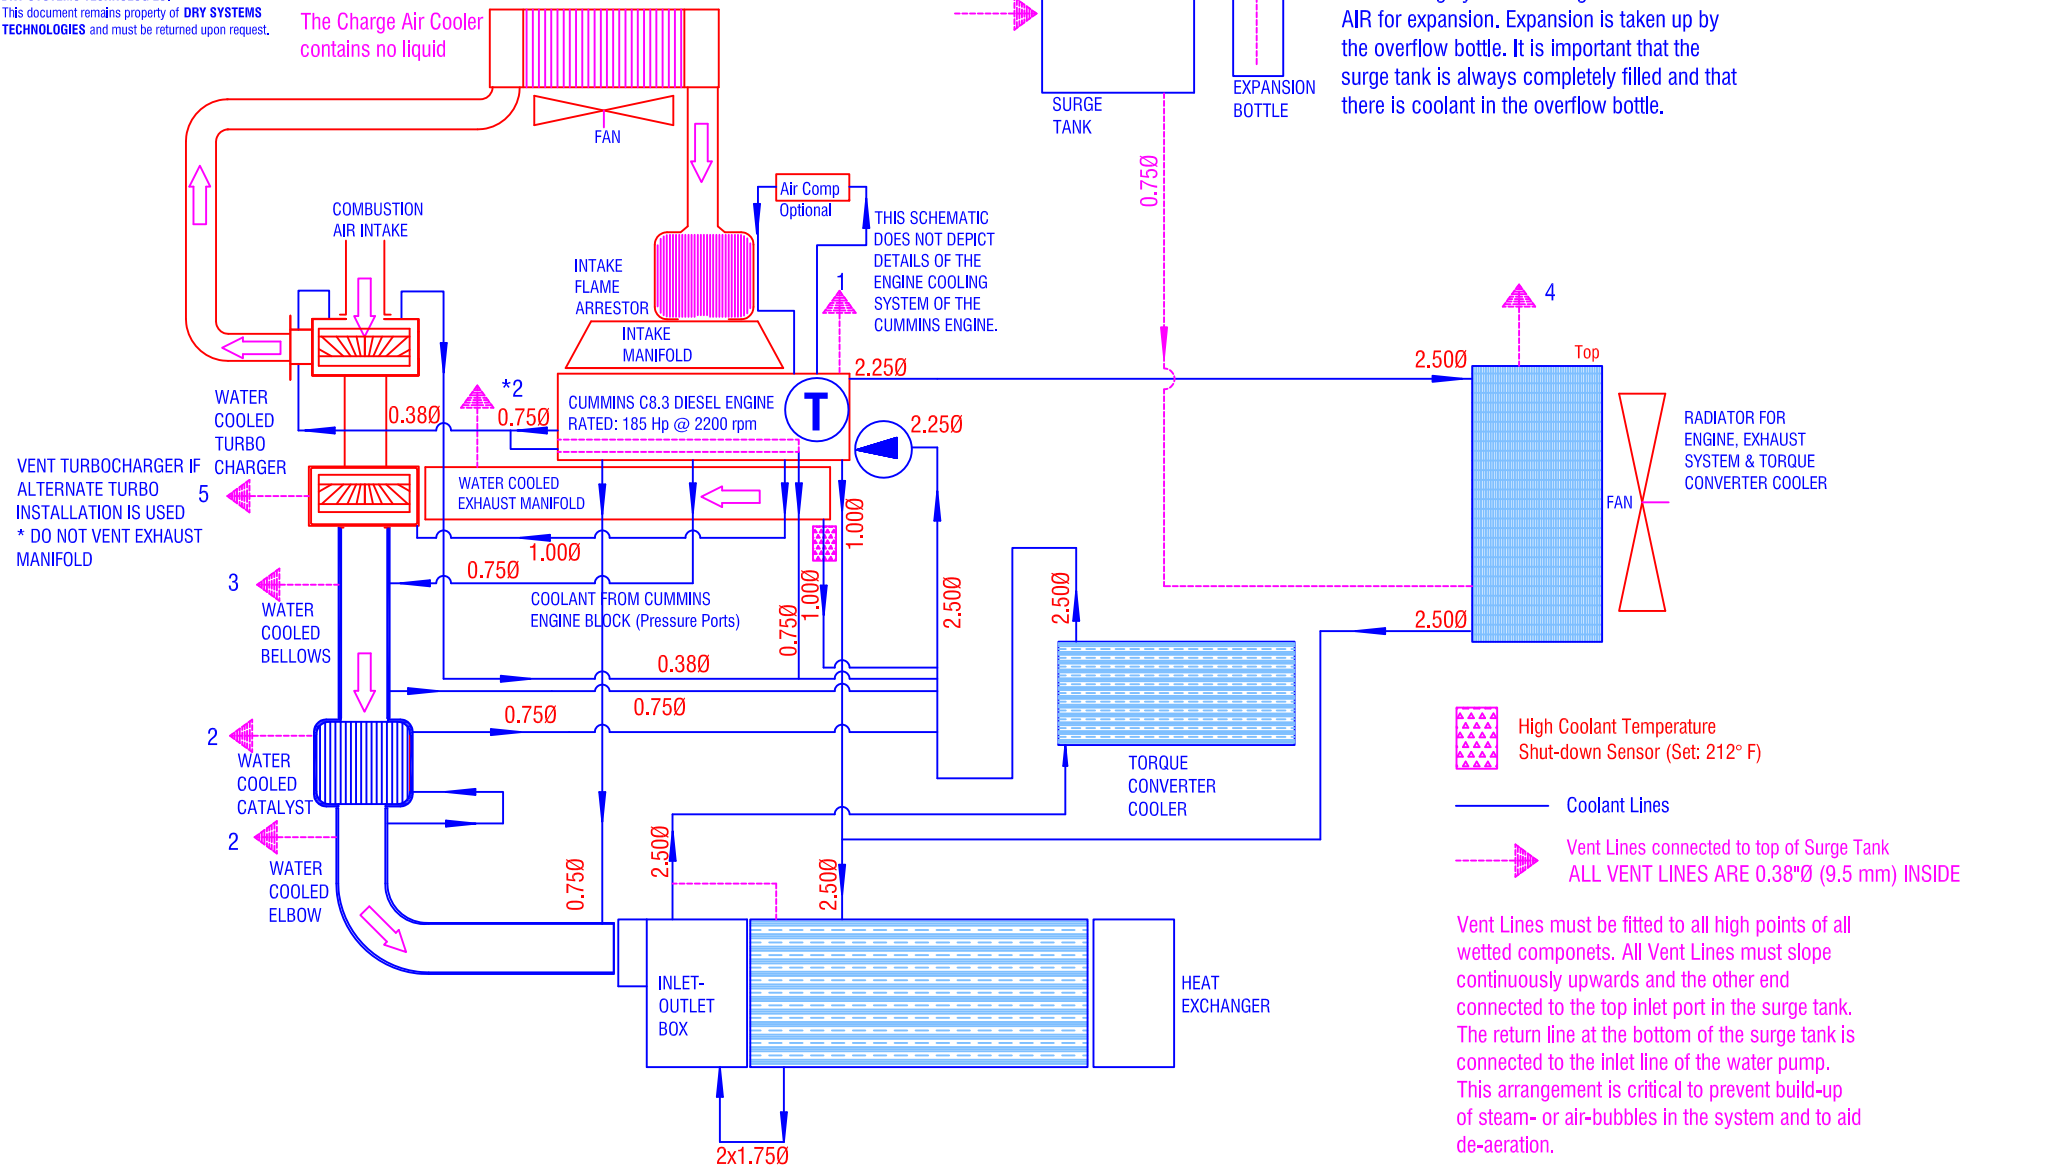 This document remains property of DRY SYSTEMS
TECHNOLOGIES and must be returned upon request.
The Charge Air Cooler
contains no liquid
AIR for expansion. Expansion is taken up by
the overflow bottle. It is important that the
surge tank is always completely filled and that
there is coolant in the overflow bottle.
SURGE
TANK
EXPANSION
BOTTLE
FAN
0.75Ø
COMBUSTION
AIR INTAKE
Air Comp
Optional
THIS SCHEMATIC
DOES NOT DEPICT
DETAILS OF THE
ENGINE COOLING
SYSTEM OF THE
CUMMINS ENGINE.
INTAKE
FLAME
ARRESTOR
1
4
INTAKE
MANIFOLD
2.25Ø
2.50Ø
Top
WATER
COOLED
TURBO
CHARGER
0.38Ø
*2
0.75Ø
CUMMINS C8.3 DIESEL ENGINE
RATED: 185 Hp @ 2200 rpm
T
2.25Ø
RADIATOR FOR
ENGINE, EXHAUST
SYSTEM & TORQUE
CONVERTER COOLER
FAN
VENT TURBOCHARGER IF
ALTERNATE TURBO
INSTALLATION IS USED
* DO NOT VENT EXHAUST
MANIFOLD
5
WATER COOLED
EXHAUST MANIFOLD
1.00Ø
1.00Ø
0.75Ø
1.00Ø
0.75Ø
2.50Ø
2.50Ø
2.50Ø
3
WATER
COOLED
BELLOWS
COOLANT FROM CUMMINS
ENGINE BLOCK (Pressure Ports)
0.38Ø
0.75Ø
0.75Ø
2
WATER
COOLED
CATALYST
2
WATER
COOLED
ELBOW
TORQUE
CONVERTER
COOLER
High Coolant Temperature
Shut-down Sensor (Set: 212° F)
Coolant Lines
Vent Lines connected to top of Surge Tank
ALL VENT LINES ARE 0.38"Ø (9.5 mm) INSIDE
0.75Ø
2.50Ø
2.50Ø
INLET-
OUTLET
BOX
HEAT
EXCHANGER
2x1.75Ø
Vent Lines must be fitted to all high points of all
wetted componets. All Vent Lines must slope
continuously upwards and the other end
connected to the top inlet port in the surge tank.
The return line at the bottom of the surge tank is
connected to the inlet line of the water pump.
This arrangement is critical to prevent build-up
of steam- or air-bubbles in the system and to aid
de-aeration.